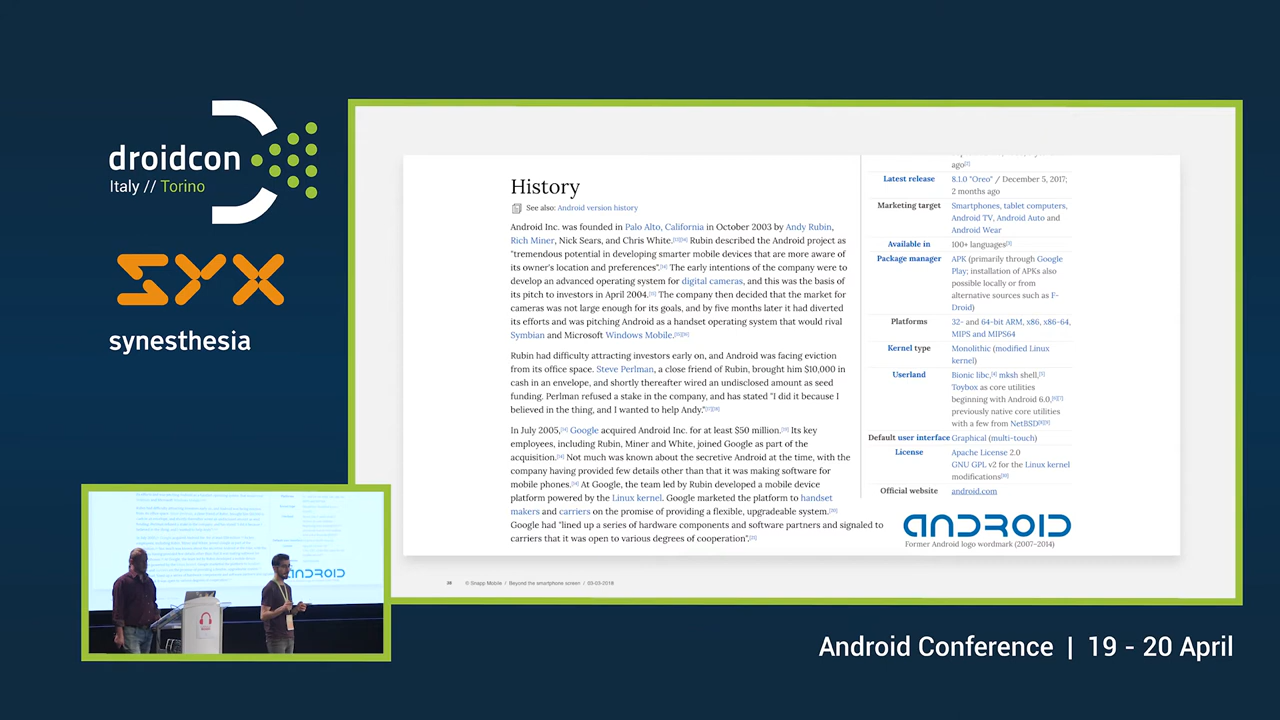 droidcon
Italy // Torino
SYX
synesthesia
History
See also: Android version history
Android Inc. was founded in Palo Alto, California in October 2003 by Andy Rubin,
Rich Miner, Nick Sears, and Chris White. Rubin described the Android project as
"tremendous potential in developing smarter mobile devices that are more aware of
its owner's location and preferences". The early intentions of the company were to
develop an advanced operating system for digital cameras, and this was the basis of
its pitch to investors in April 2004. The company then decided that the market for
cameras was not large enough for its goals, and by five months later it had diverted
its efforts and was pitching Android as a handset operating system that would rival
Symbian and Microsoft Windows Mobile.
Rubin had difficulty attracting investors early on, and Android was facing eviction
from its office space. Steve Perlman, a close friend of Rubin, brought him $10,000 in
cash in an envelope, and shortly thereafter wired an undisclosed amount as seed
funding. Perlman refused a stake in the company, and has stated "I did it because I
believed in the thing, and I wanted to help Andy."
In July 2005, Google acquired Android Inc. for at least $50 million. Its key
employees, including Rubin, Miner and White, joined Google as part of the
acquisition. Not much was known about the secretive Android at the time, with the
company having provided few details other than that it was making software for
mobile phones. At Google, the team led by Rubin developed a mobile device
platform powered by the Linux kernel. Google marketed the platform to handset
makers and carriers on the promise of providing a flexible, upgradeable system.
Google had "lined up a series of hardware components and software partners and signaled to
carriers that it was open to various degrees of cooperation".
ago[2]
Latest release 8.1.0 "Oreo" / December 5, 2017;
2 months ago
Marketing target Smartphones, tablet computers,
Android TV, Android Auto and
Android Wear
Available in 100+ languages[3]
Package manager APK (primarily through Google
Play; installation of APKs also
possible locally or from
alternative sources such as F-
Droid)
Platforms 32- and 64-bit ARM, x86, x86-64,
MIPS and MIPS64
Kernel type Monolithic (modified Linux
kernel)
Userland Bionic libc,[4] mksh shell,[5]
Toybox as core utilities
beginning with Android 6.0,[6][7]
previously native core utilities
with a few from NetBSD[8][9]
Default user interface Graphical (multi-touch)
License Apache License 2.0
GNU GPL v2 for the Linux kernel
modifications[10]
Official website android.com
ANDROID
Former Android logo wordmark (2007–2014)
© Snapp Mobile / Beyond the smartphone screen / 03-03-2018
ANDROID
Android Conference | 19 - 20 April